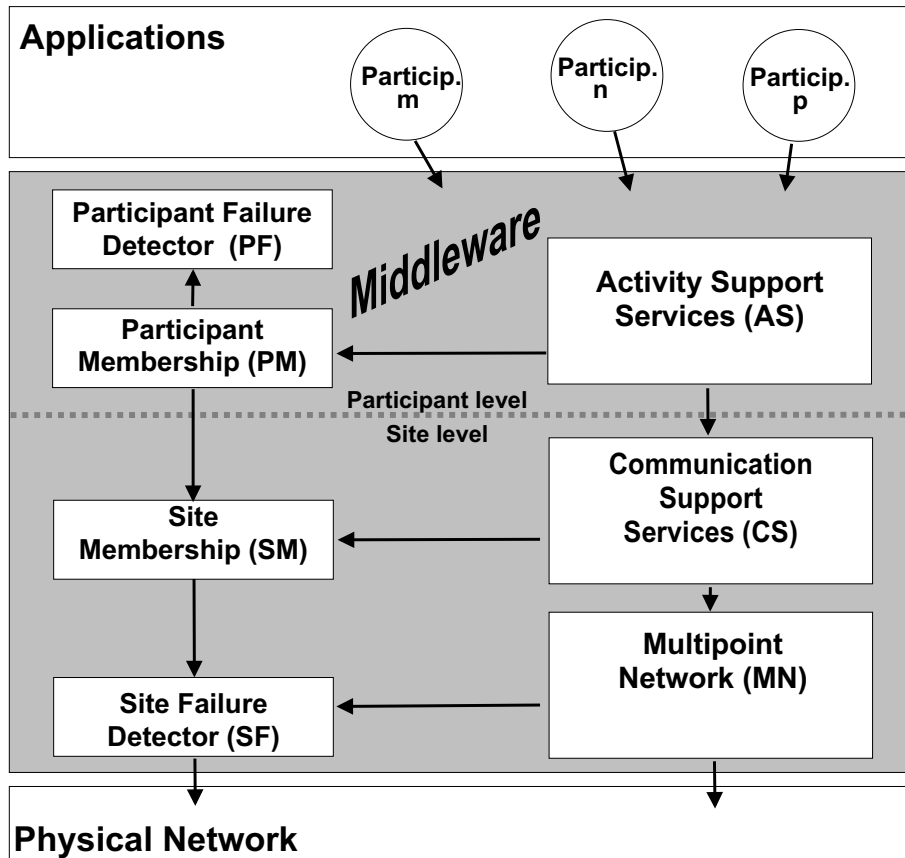 Applications
Particip.
m
Particip.
n
Particip.
p
Participant Failure
Detector (PF)
Middleware
Activity Support
Services (AS)
Participant
Membership (PM)
Participant level
Site level
Communication
Support
Services (CS)
Site
Membership (SM)
Multipoint
Network (MN)
Site Failure
Detector (SF)
Physical Network